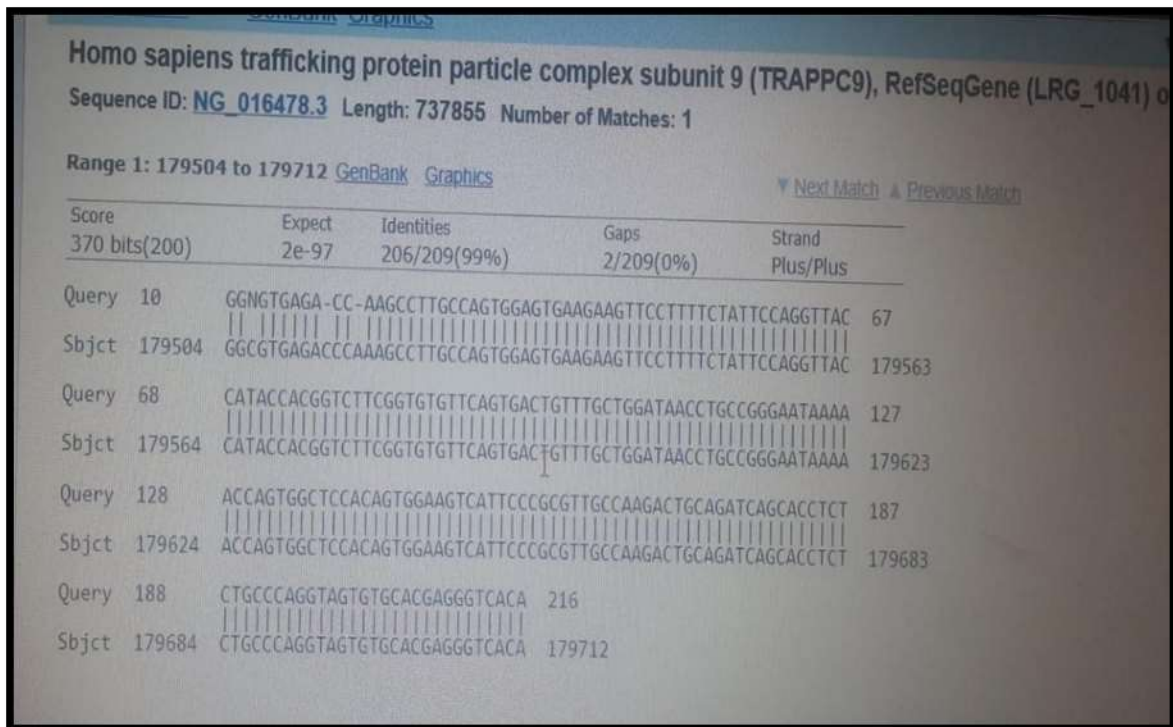 GenBank Graphics
Homo sapiens trafficking protein particle complex subunit 9 (TRAPPC9), RefSeqGene (LRG_1041) o
Sequence ID: NG_016478.3 Length: 737855 Number of Matches: 1
Range 1: 179504 to 179712 GenBank Graphics ▼ Next Match ▲ Previous Match
Score Expect Identities Gaps Strand
370 bits(200) 2e-97 206/209(99%) 2/209(0%) Plus/Plus
Query 10 GGNGTGAGA-CC-AAGCCTTGCCAGTGGAGTGAAGAAGTTCCTTTTCTATTCCAGGTTAC 67
Sbjct 179504 GGCGTGAGACCCAAAGCCTTGCCAGTGGAGTGAAGAAGTTCCTTTTCTATTCCAGGTTAC 179563
Query 68 CATACCACGGTCTTCGGTGTGTTCAGTGACTGTTTGCTGGATAACCTGCCGGGAATAAAA 127
Sbjct 179564 CATACCACGGTCTTCGGTGTGTTCAGTGACTGTTTGCTGGATAACCTGCCGGGAATAAAA 179623
Query 128 ACCAGTGGCTCCACAGTGGAAGTCATTCCCGCGTTGCCAAGACTGCAGATCAGCACCTCT 187
Sbjct 179624 ACCAGTGGCTCCACAGTGGAAGTCATTCCCGCGTTGCCAAGACTGCAGATCAGCACCTCT 179683
Query 188 CTGCCCAGGTAGTGTGCACGAGGGTCACA 216
Sbjct 179684 CTGCCCAGGTAGTGTGCACGAGGGTCACA 179712